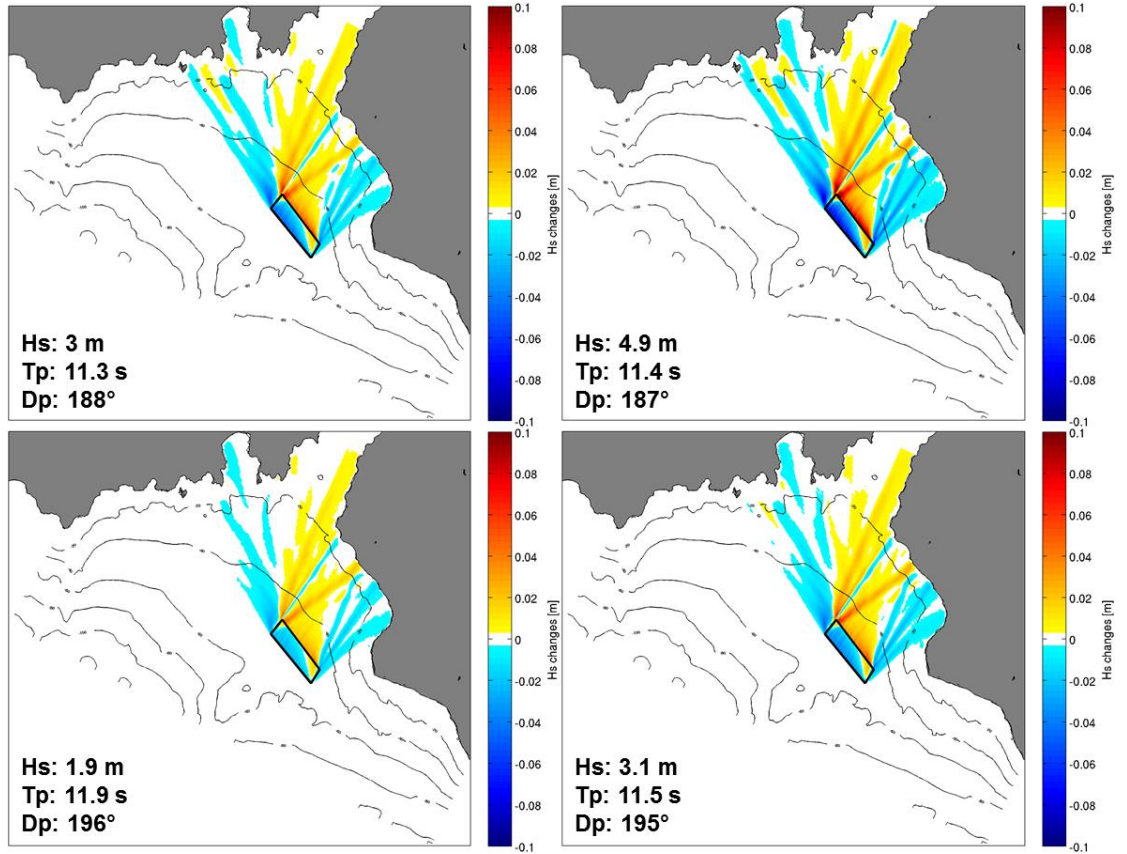 0.1
0.08
0.06
0.04
0.02
0
-0.02
-0.04
-0.06
-0.08
-0.1
Hs changes [m]
Hs: 3 m
Tp: 11.3 s
Dp: 188°
0.1
0.08
0.06
0.04
0.02
0
-0.02
-0.04
-0.06
-0.08
-0.1
Hs changes [m]
Hs: 4.9 m
Tp: 11.4 s
Dp: 187°
0.1
0.08
0.06
0.04
0.02
0
-0.02
-0.04
-0.06
-0.08
-0.1
Hs changes [m]
Hs: 1.9 m
Tp: 11.9 s
Dp: 196°
0.1
0.08
0.06
0.04
0.02
0
-0.02
-0.04
-0.06
-0.08
-0.1
Hs changes [m]
Hs: 3.1 m
Tp: 11.5 s
Dp: 195°